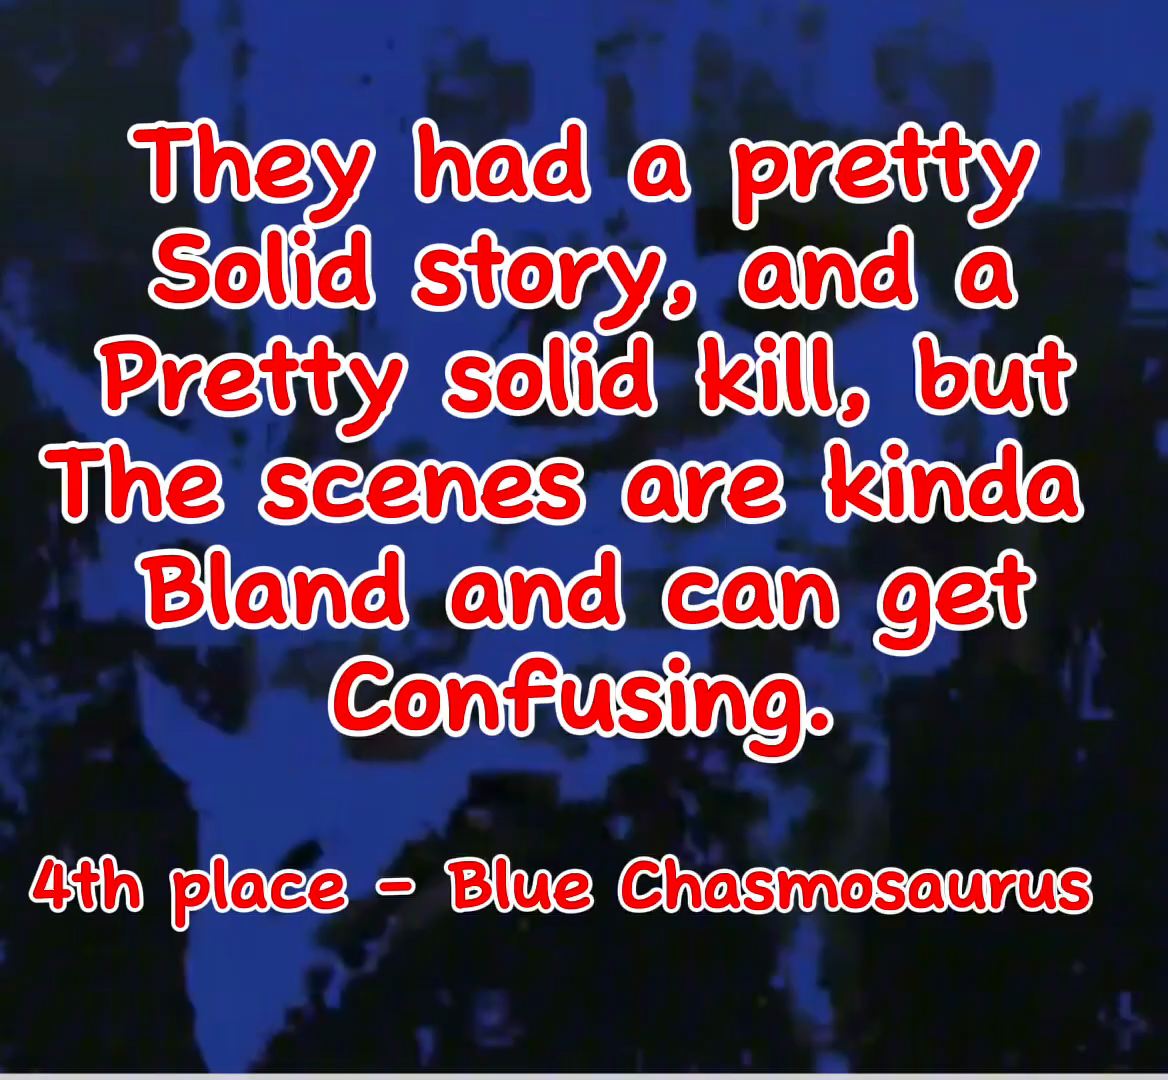 They had a pretty
Solid story, and a
Pretty solid kill, but
The scenes are kinda
Bland and can get
Confusing.
4th place - Blue Chasmosaurus